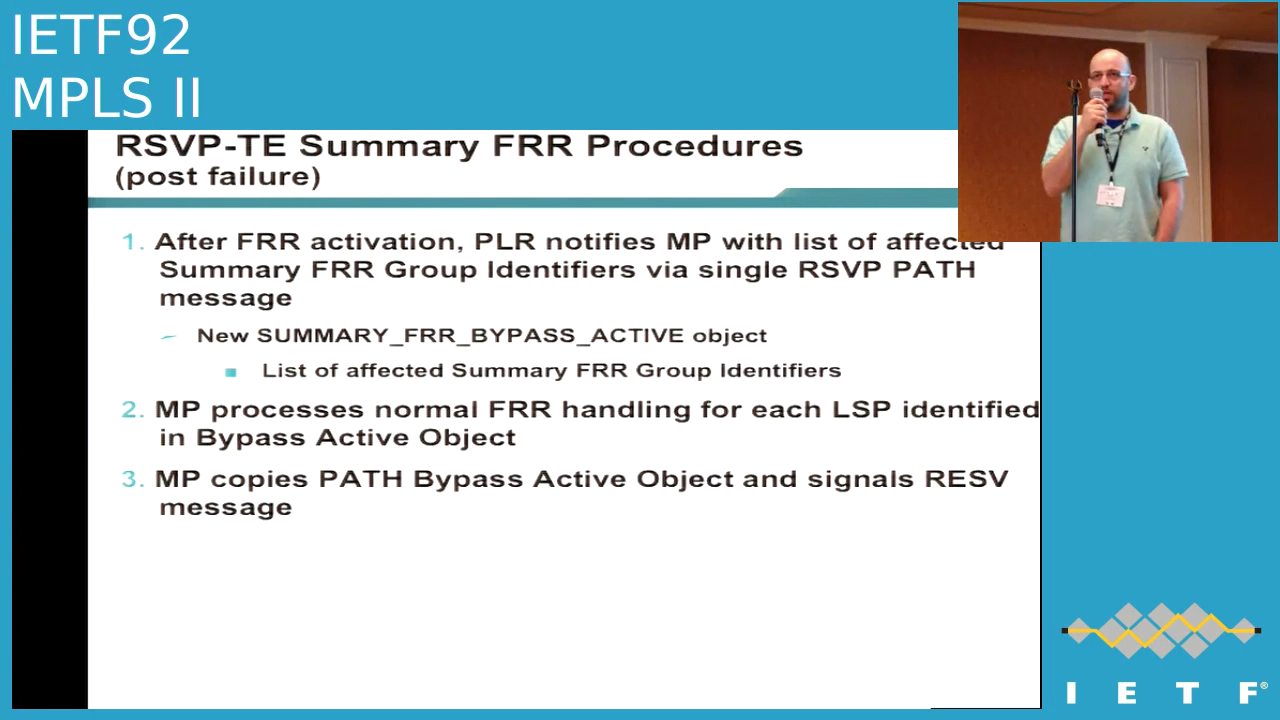 IETF92
MPLS II
RSVP-TE Summary FRR Procedures
(post failure)
1. After FRR activation, PLR notifies MP with list of affected
Summary FRR Group Identifiers via single RSVP PATH
message
– New SUMMARY_FRR_BYPASS_ACTIVE object
■ List of affected Summary FRR Group Identifiers
2. MP processes normal FRR handling for each LSP identified
in Bypass Active Object
3. MP copies PATH Bypass Active Object and signals RESV
message
I E T F®